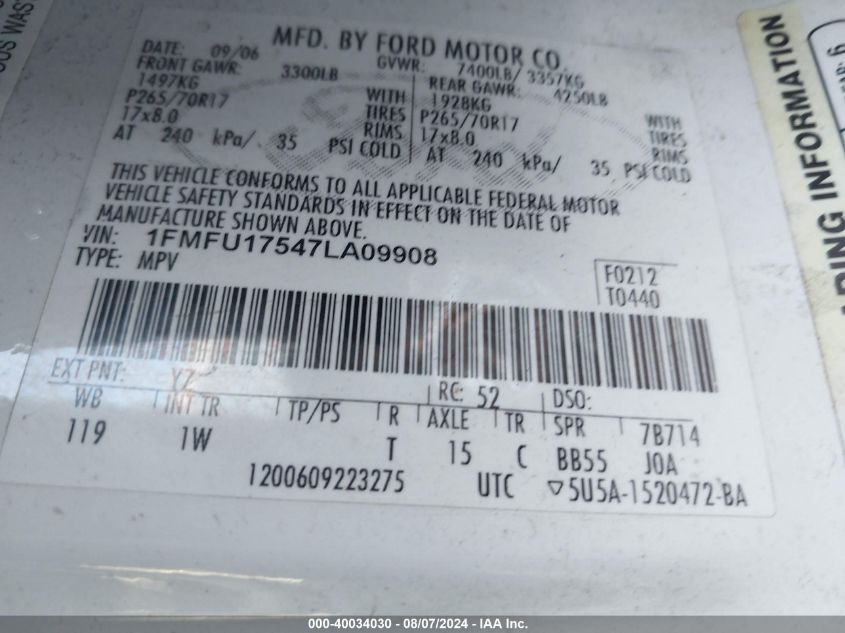 MFD. BY FORD MOTOR CO.
DATE: 09/06 GVWR: 7400LB/ 3357KG
FRONT GAWR: 3300LB REAR GAWR: 4250LB
1497KG WITH 1928KG WITH
P265/70R17 TIRES P265/70R17 TIRES
17x8.0 RIMS 17x8.0 RIMS
AT 240 kPa/ 35 PSI COLD AT 240 kPa/ 35 PSI COLD
THIS VEHICLE CONFORMS TO ALL APPLICABLE FEDERAL MOTOR
VEHICLE SAFETY STANDARDS IN EFFECT ON THE DATE OF
MANUFACTURE SHOWN ABOVE.
VIN: 1FMFU17547LA09908
TYPE: MPV
F0212
T0440
EXT PNT: YZ RC: 52 DSO:
WB INT TR TP/PS R AXLE TR SPR 7B714
119 1W T 15 C BB55 J0A
1200609223275 UTC 5U5A-1520472-BA
ING INFORMATION
000-40034030 - 08/07/2024 - IAA Inc.